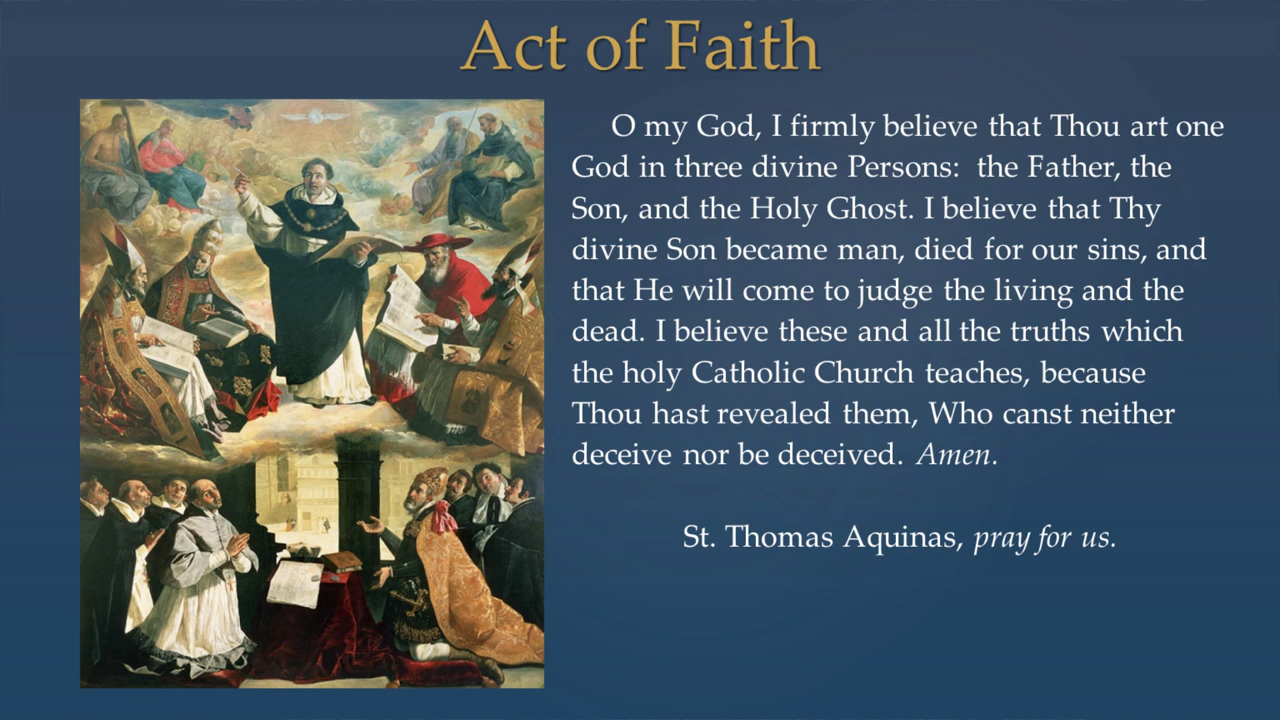 Act of Faith
O my God, I firmly believe that Thou art one
God in three divine Persons:  the Father, the
Son, and the Holy Ghost. I believe that Thy
divine Son became man, died for our sins, and
that He will come to judge the living and the
dead. I believe these and all the truths which
the holy Catholic Church teaches, because
Thou hast revealed them, Who canst neither
deceive nor be deceived. Amen.
St. Thomas Aquinas, pray for us.